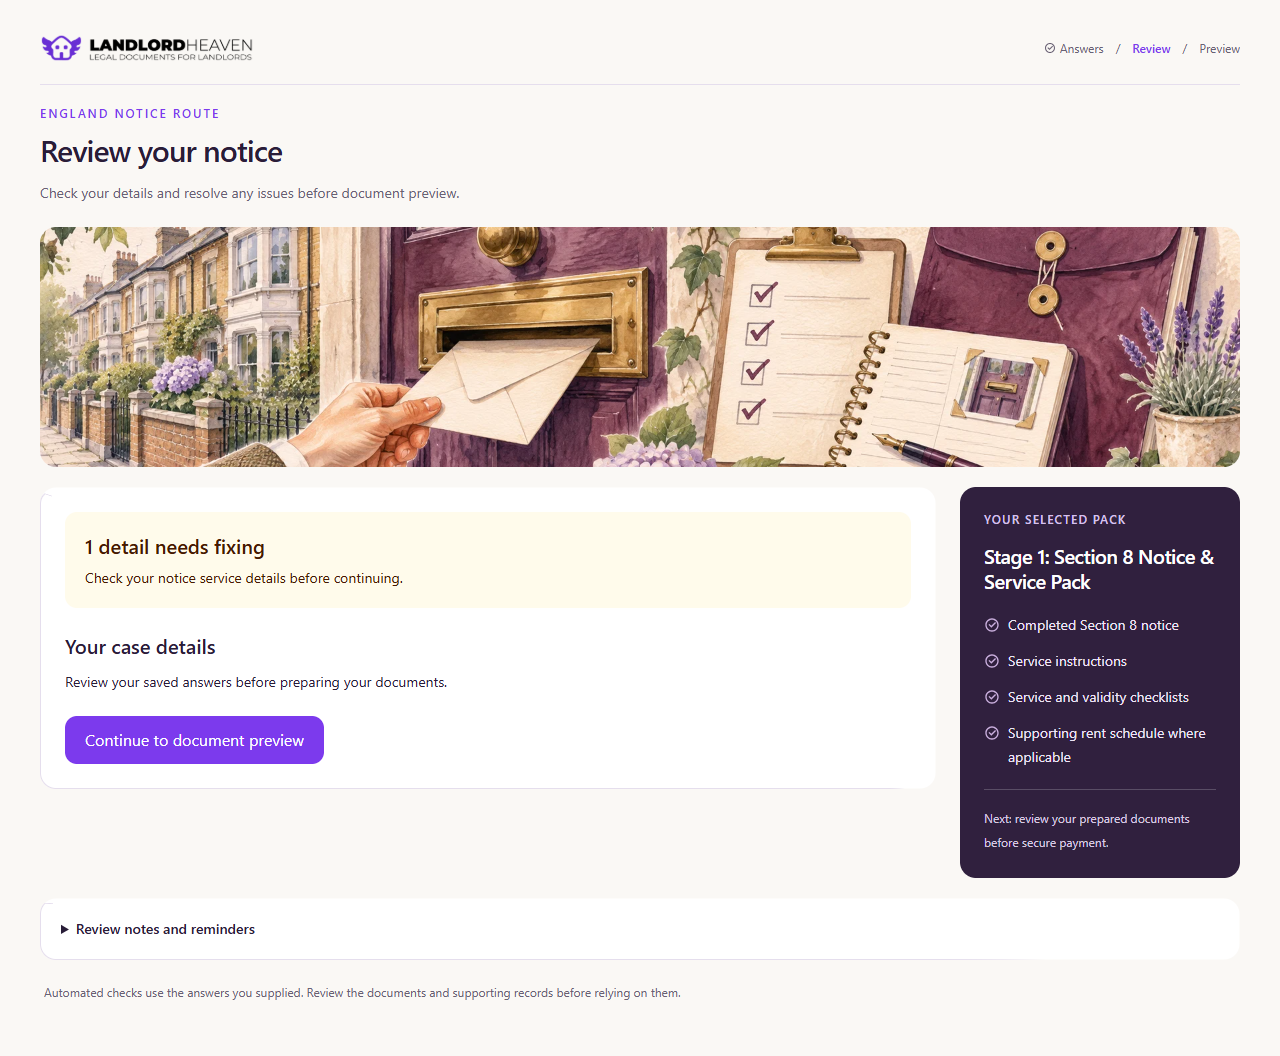 LANDLORDHEAVEN
LEGAL DOCUMENTS FOR LANDLORDS
Answers / Review / Preview
ENGLAND NOTICE ROUTE
Review your notice
Check your details and resolve any issues before document preview.
1 detail needs fixing
Check your notice service details before continuing.
Your case details
Review your saved answers before preparing your documents.
Continue to document preview
YOUR SELECTED PACK
Stage 1: Section 8 Notice &
Service Pack
Completed Section 8 notice
Service instructions
Service and validity checklists
Supporting rent schedule where
applicable
Next: review your prepared documents
before secure payment.
Review notes and reminders
Automated checks use the answers you supplied. Review the documents and supporting records before relying on them.